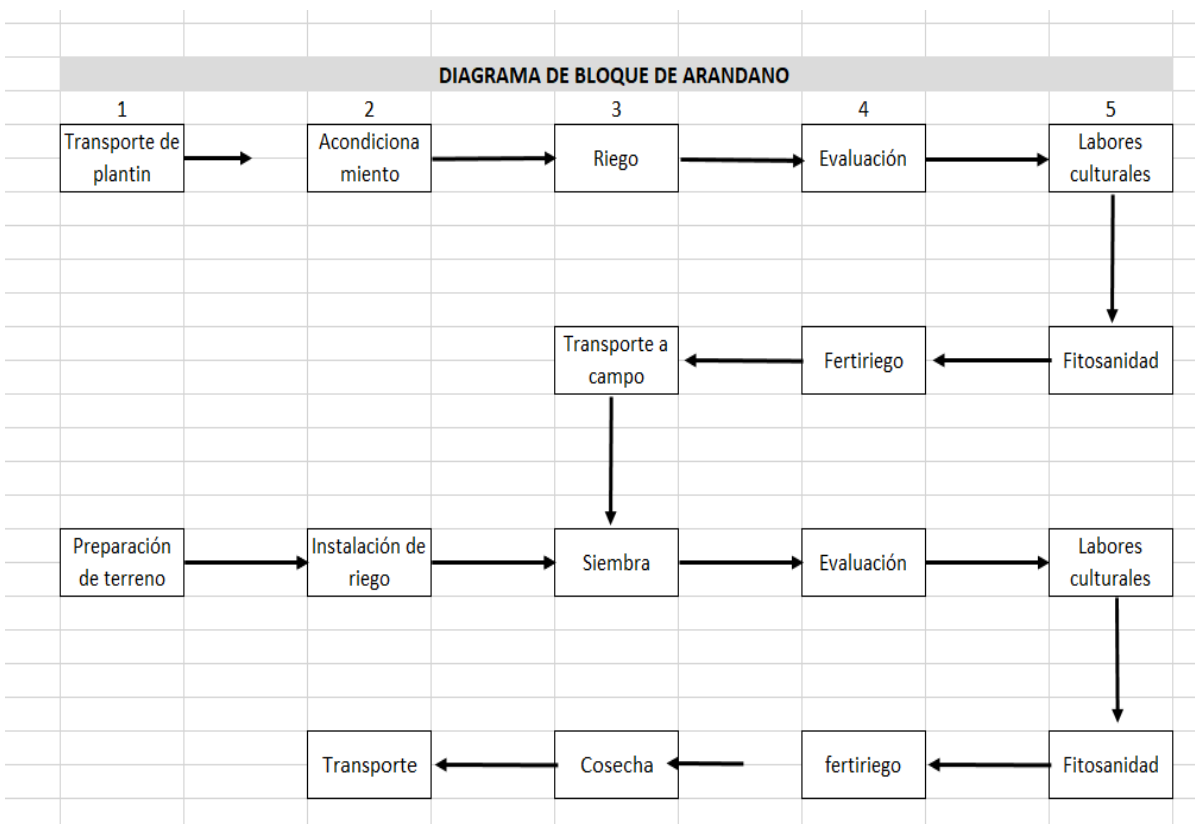 DIAGRAMA DE BLOQUE DE ARANDANO
1
2
3
4
5
Transporte de
plantin
Acondiciona
miento
Riego
Evaluación
Labores
culturales
Transporte a
campo
Fertiriego
Fitosanidad
Preparación
de terreno
Instalación de
riego
Siembra
Evaluación
Labores
culturales
Transporte
Cosecha
fertiriego
Fitosanidad